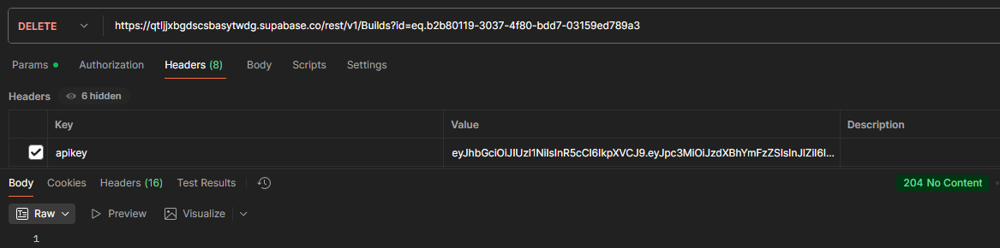 DELETE https://qtljjxbgdscsbasytwdg.supabase.co/rest/v1/Builds?id=eq.b2b80119-3037-4f80-bdd7-03159ed789a3
Params Authorization Headers (8) Body Scripts Settings
Headers 6 hidden
Key Value Description
apikey eyJhbGciOiJIUzI1NiIsInR5cCI6IkpXVCJ9.eyJpc3MiOiJzdXBhYmFzZSIsInJlZiI6I...
Body Cookies Headers (16) Test Results 204 No Content
Raw Preview Visualize
1